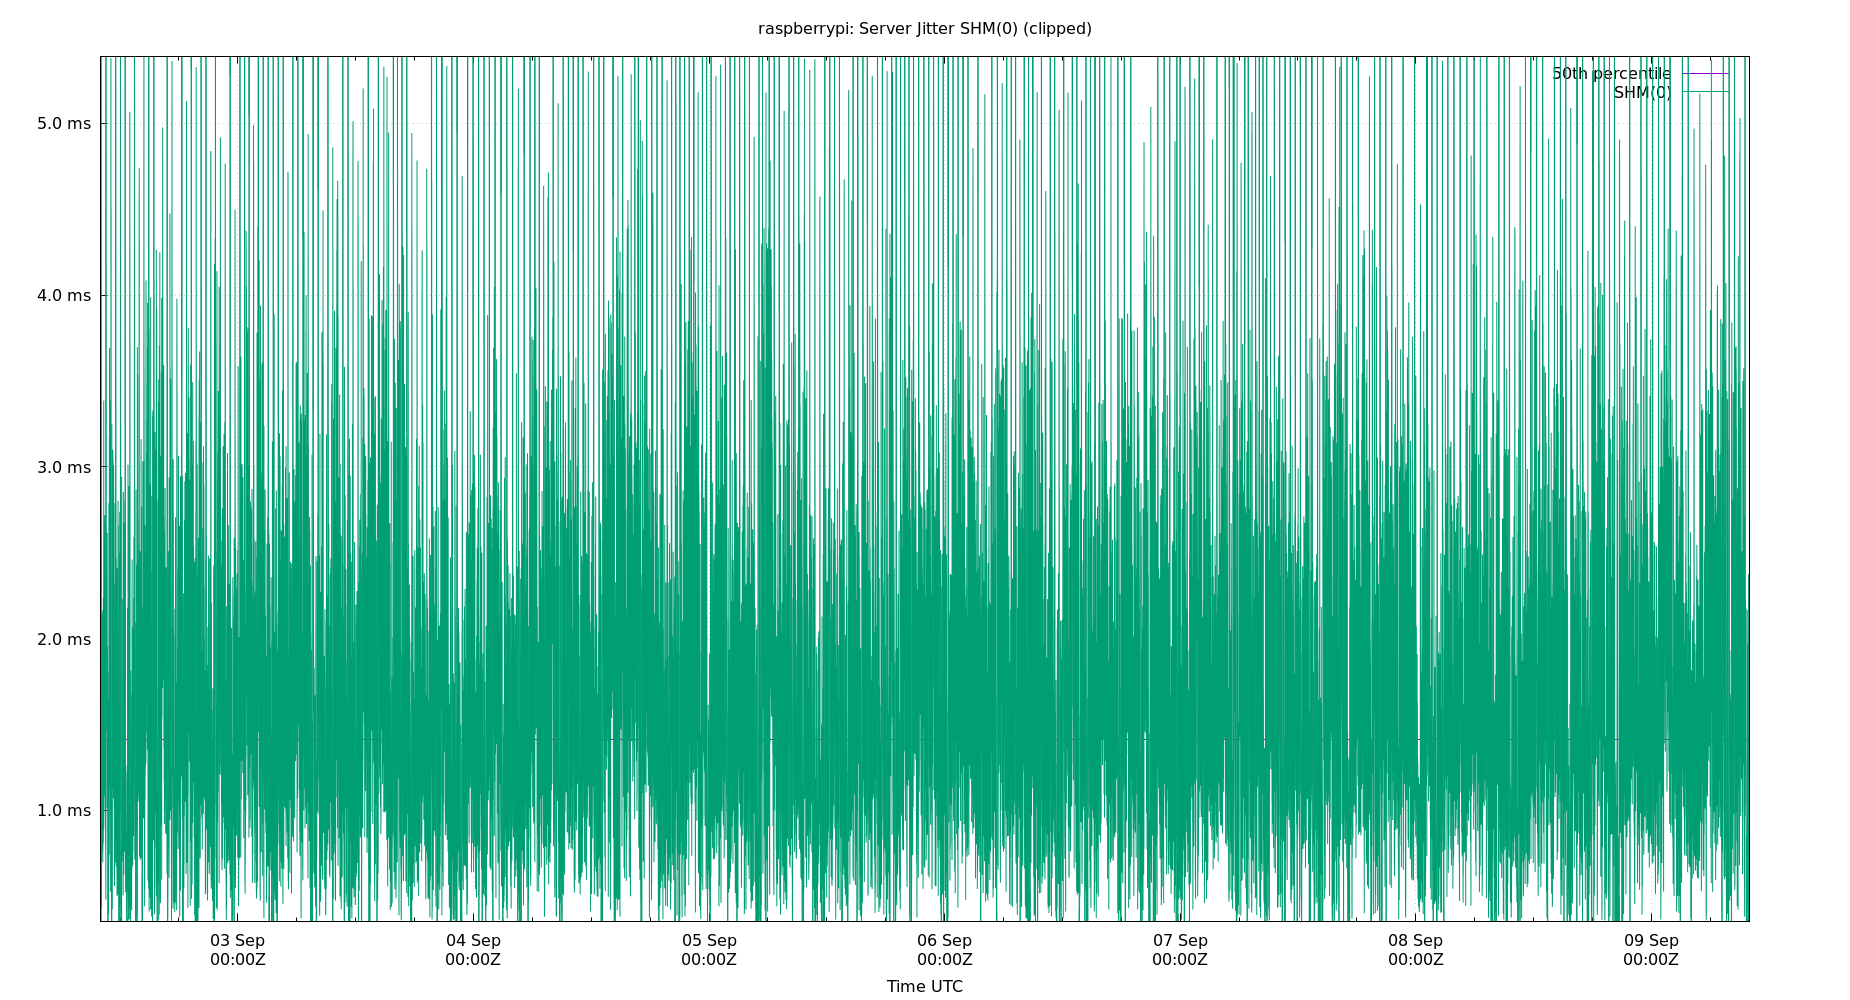 raspberrypi: Server Jitter SHM(0) (clipped)
50th percentile
SHM(0)
5.0 ms
4.0 ms
3.0 ms
2.0 ms
1.0 ms
03 Sep 04 Sep 05 Sep 06 Sep 07 Sep 08 Sep 09 Sep
00:00Z 00:00Z 00:00Z 00:00Z 00:00Z 00:00Z 00:00Z
Time UTC